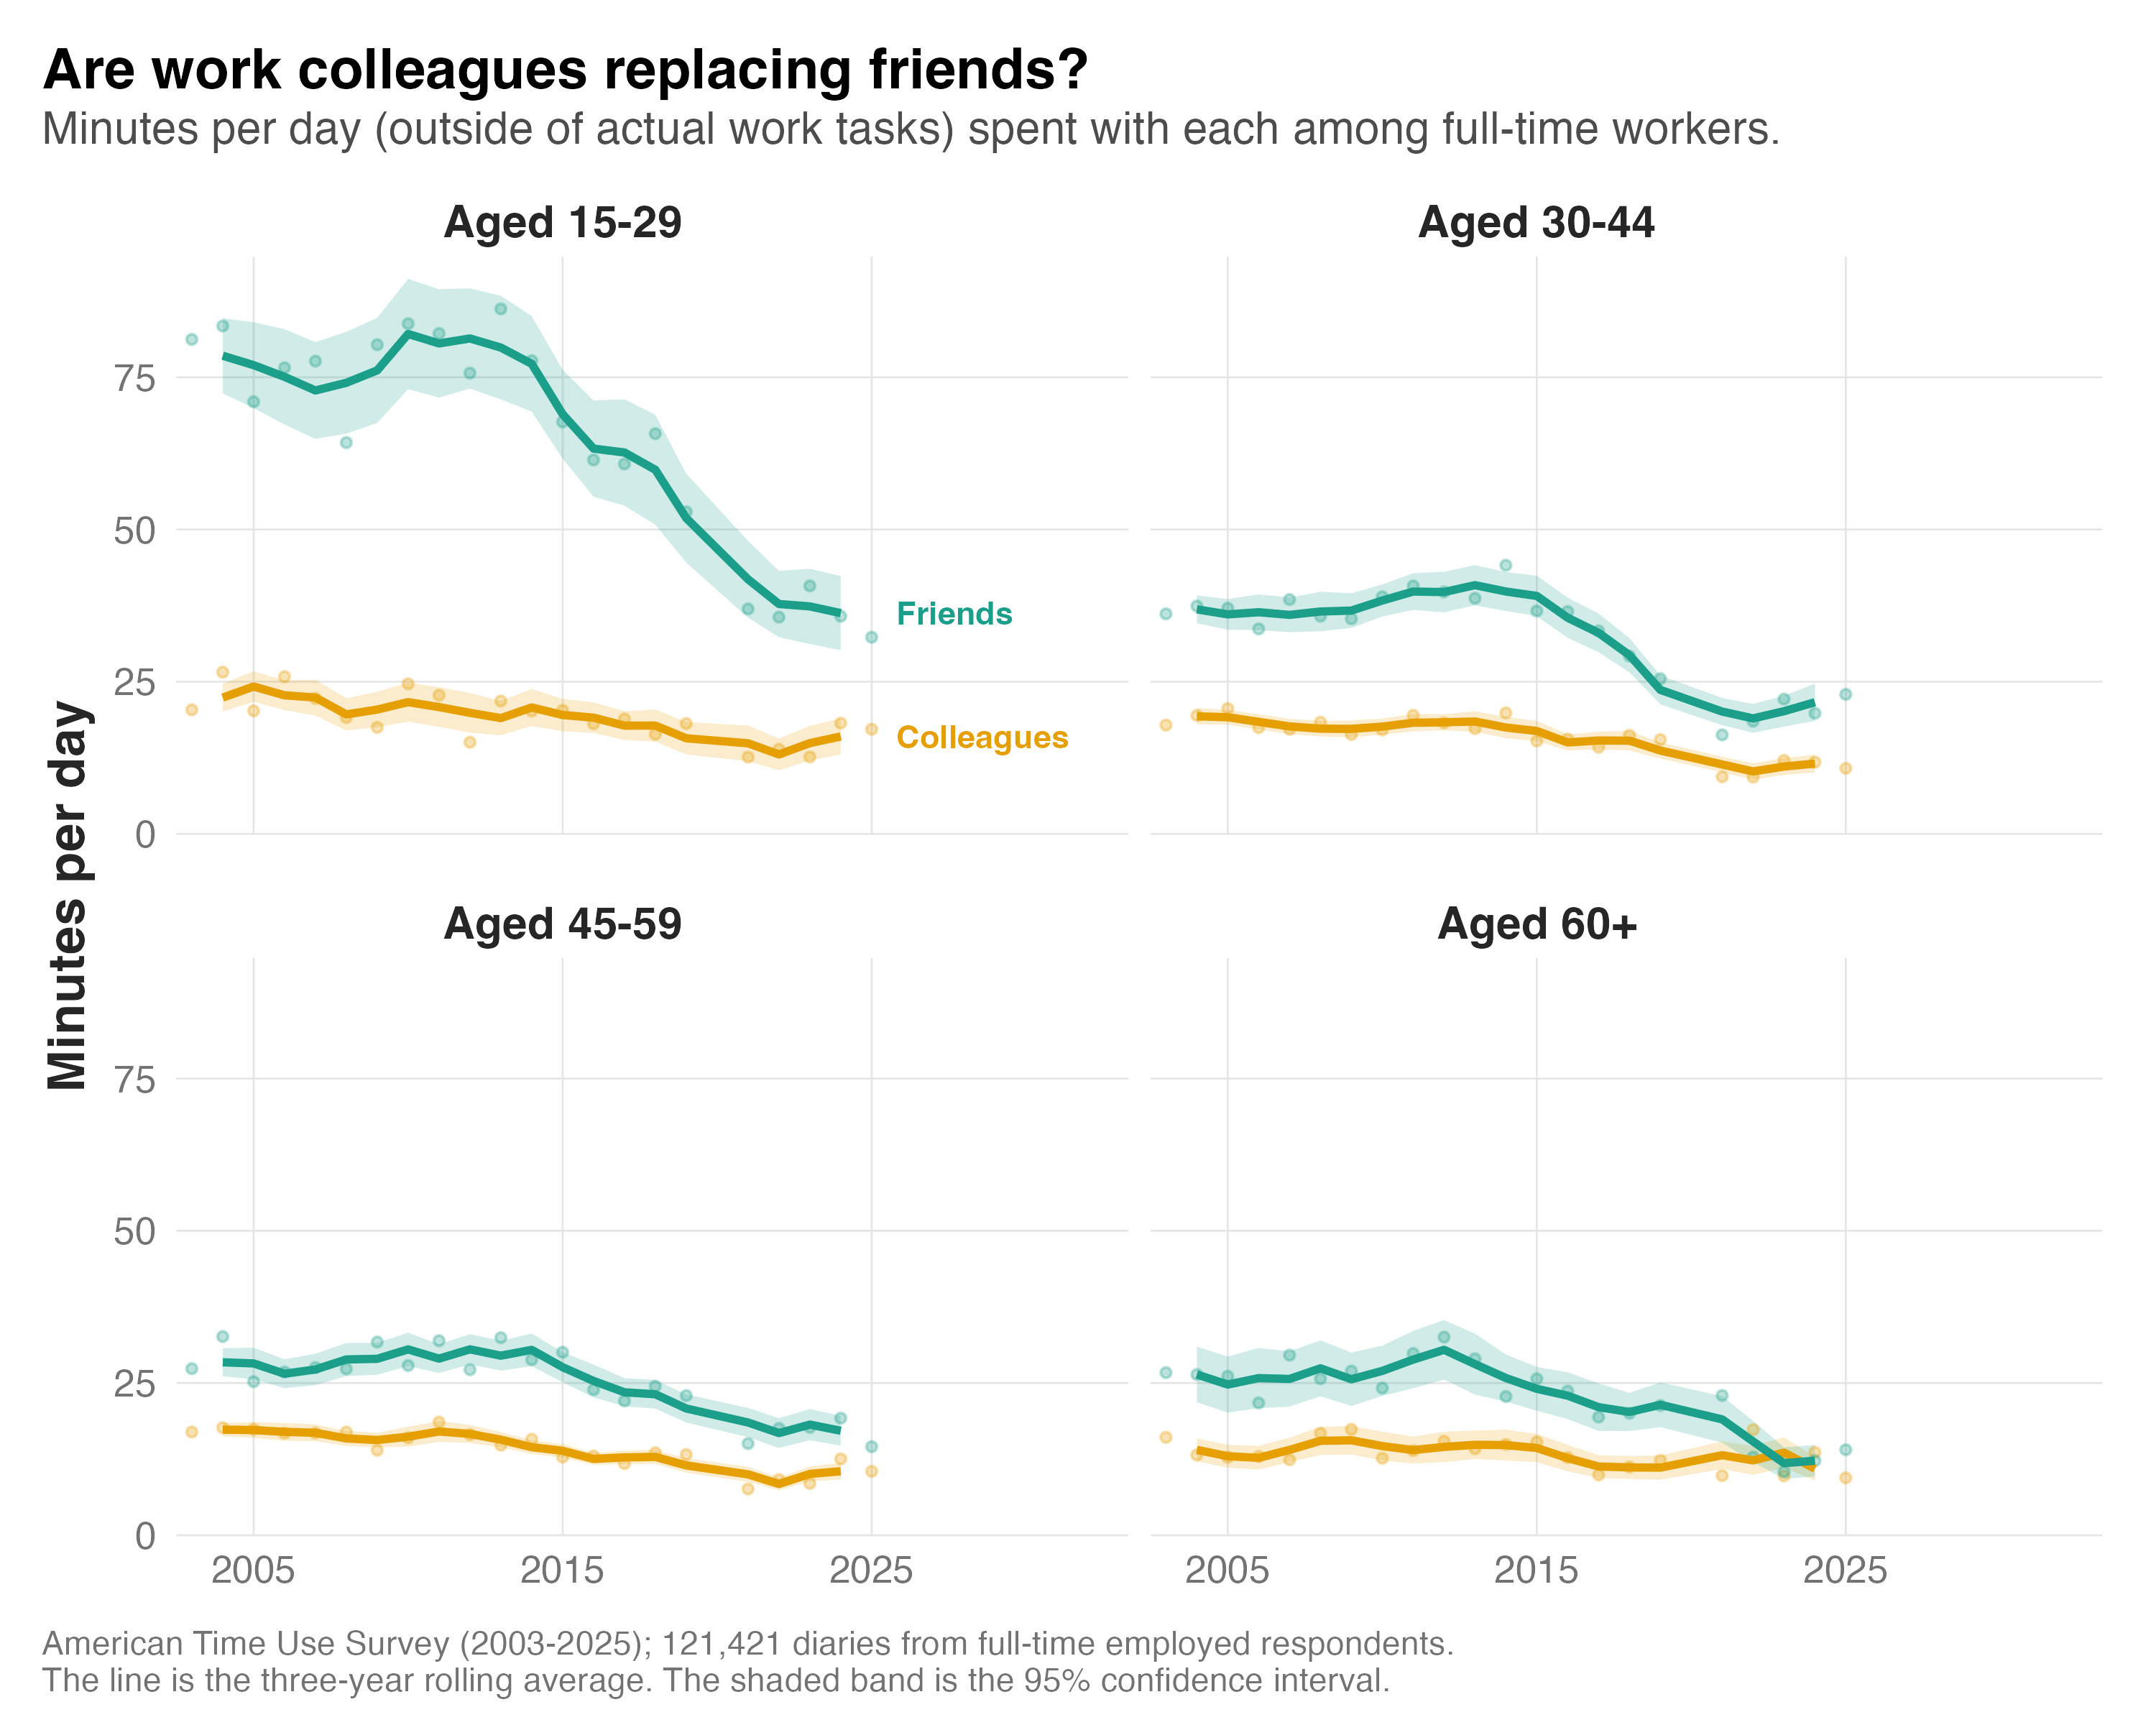 Are work colleagues replacing friends?
Minutes per day (outside of actual work tasks) spent with each among full-time workers.
Aged 15-29
Aged 30-44
75
50
25
0
Friends
Colleagues
Minutes per day
Aged 45-59
Aged 60+
75
50
25
0
2005 2015 2025
2005 2015 2025
American Time Use Survey (2003-2025); 121,421 diaries from full-time employed respondents.
The line is the three-year rolling average. The shaded band is the 95% confidence interval.